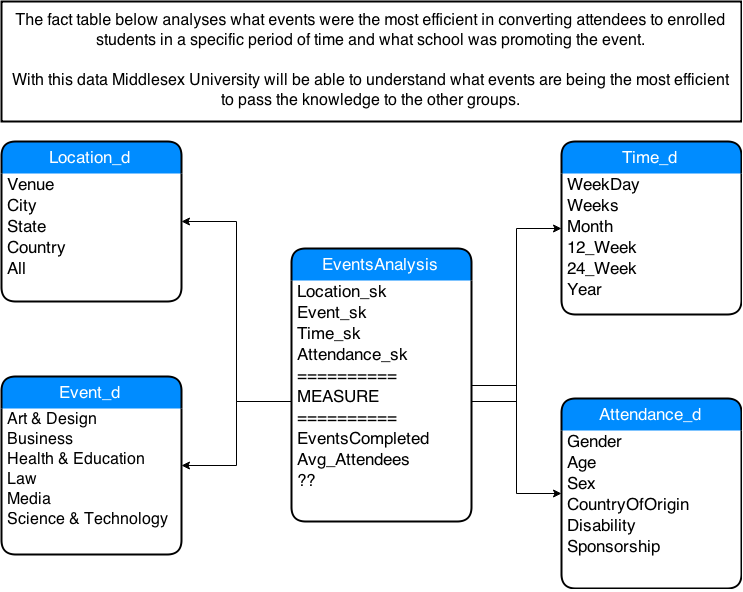 The fact table below analyses what events were the most efficient in converting attendees to enrolled
students in a specific period of time and what school was promoting the event.
With this data Middlesex University will be able to understand what events are being the most efficient
to pass the knowledge to the other groups.
Location_d
Venue
City
State
Country
All
Time_d
WeekDay
Weeks
Month
12_Week
24_Week
Year
EventsAnalysis
Location_sk
Event_sk
Time_sk
Attendance_sk
==========
MEASURE
==========
EventsCompleted
Avg_Attendees
??
Event_d
Art & Design
Business
Health & Education
Law
Media
Science & Technology
Attendance_d
Gender
Age
Sex
CountryOfOrigin
Disability
Sponsorship